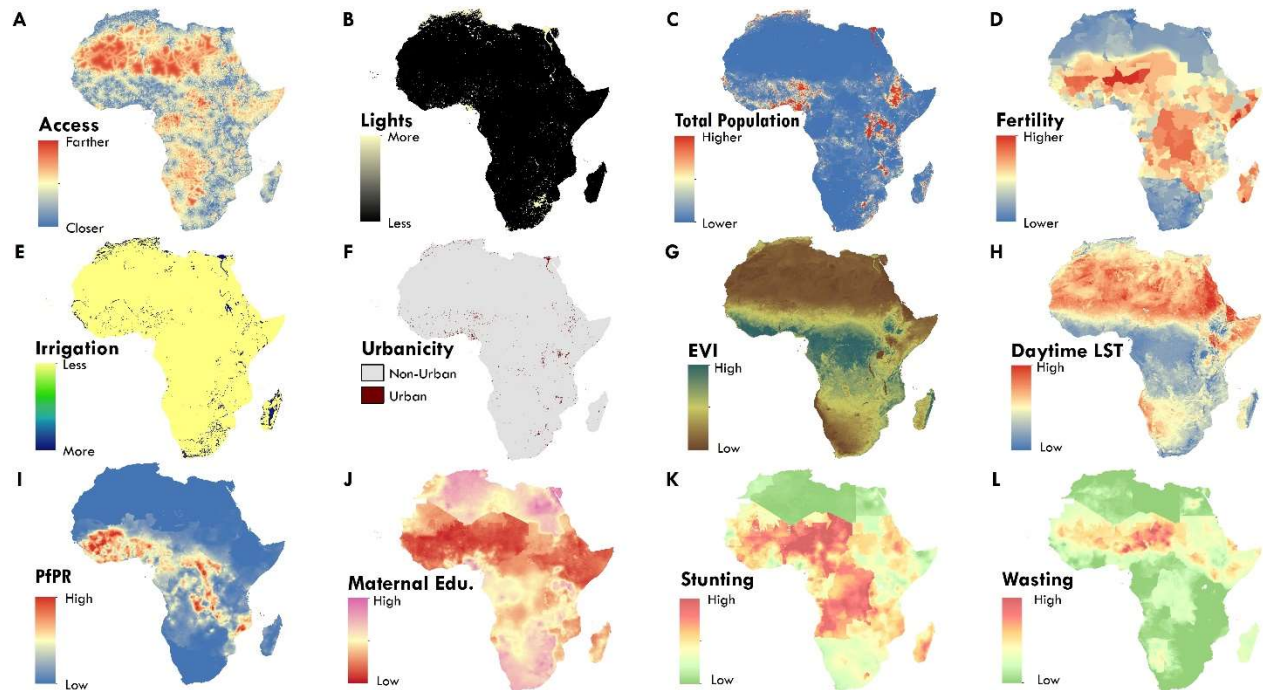 A
Access
Farther
Closer
B
Lights
More
Less
C
Total Population
Higher
Lower
D
Fertility
Higher
Lower
E
Irrigation
Less
More
F
Urbanicity
Non-Urban
Urban
G
EVI
High
Low
H
Daytime LST
High
Low
I
PfPR
High
Low
J
Maternal Edu.
High
Low
K
Stunting
High
Low
L
Wasting
High
Low